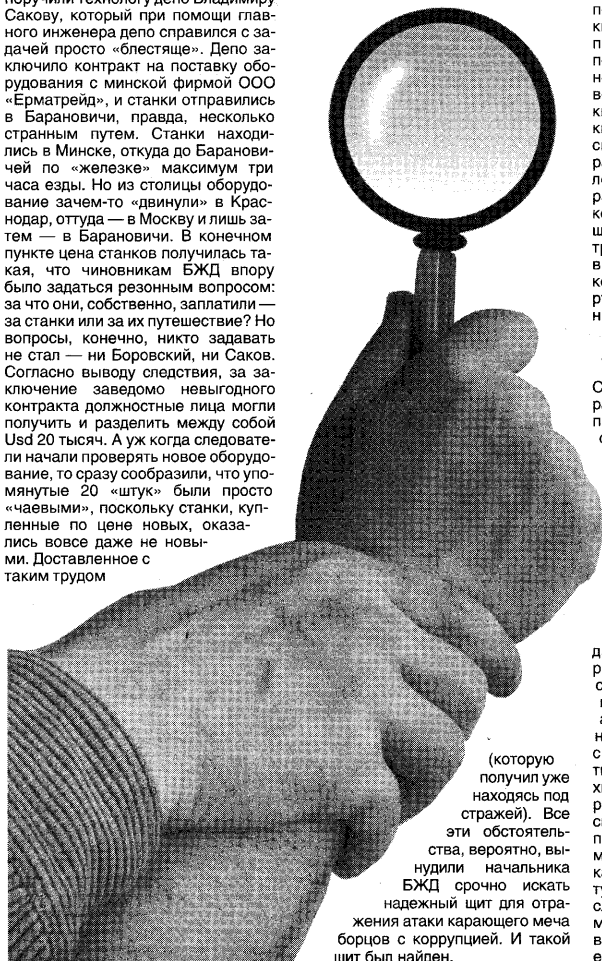 поручили технологу депо Владимиру
Сакову, который при помощи глав-
ного инженера депо справился с за-
дачей просто «блестяще». Депо за-
ключило контракт на поставку обо-
рудования с минской фирмой ООО
«Ерматрейд», и станки отправились
в Барановичи, правда, несколько
странным путем. Станки находи-
лись в Минске, откуда до Баранови-
чей по «железке» максимум три
часа езды. Но из столицы оборудо-
вание зачем-то «двинули» в Крас-
нодар, оттуда — в Москву и лишь за-
тем — в Барановичи. В конечном
пункте цена станков получилась та-
кая, что чиновникам БЖД впору
было задаться резонным вопросом:
за что они, собственно, заплатили —
за станки или за их путешествие? Но
вопросы, конечно, никто задавать
не стал — ни Боровский, ни Саков.
Согласно выводу следствия, за за-
ключение заведомо невыгодного
контракта должностные лица могли
получить и разделить между собой
Usd 20 тысяч. А уж когда следовате-
ли начали проверять новое оборудо-
вание, то сразу сообразили, что упо-
мянутые 20 «штук» были просто
«чаевыми», поскольку станки, куп-
ленные по цене новых, оказа-
лись вовсе даже не новы-
ми. Доставленное с
таким трудом
(которую
получил уже
находясь под
стражей). Все
эти обстоятель-
ства, вероятно, вы-
нудили начальника
БЖД срочно искать
надежный щит для отра-
жения атаки карающего меча
борцов с коррупцией. И такой
щит был найден.